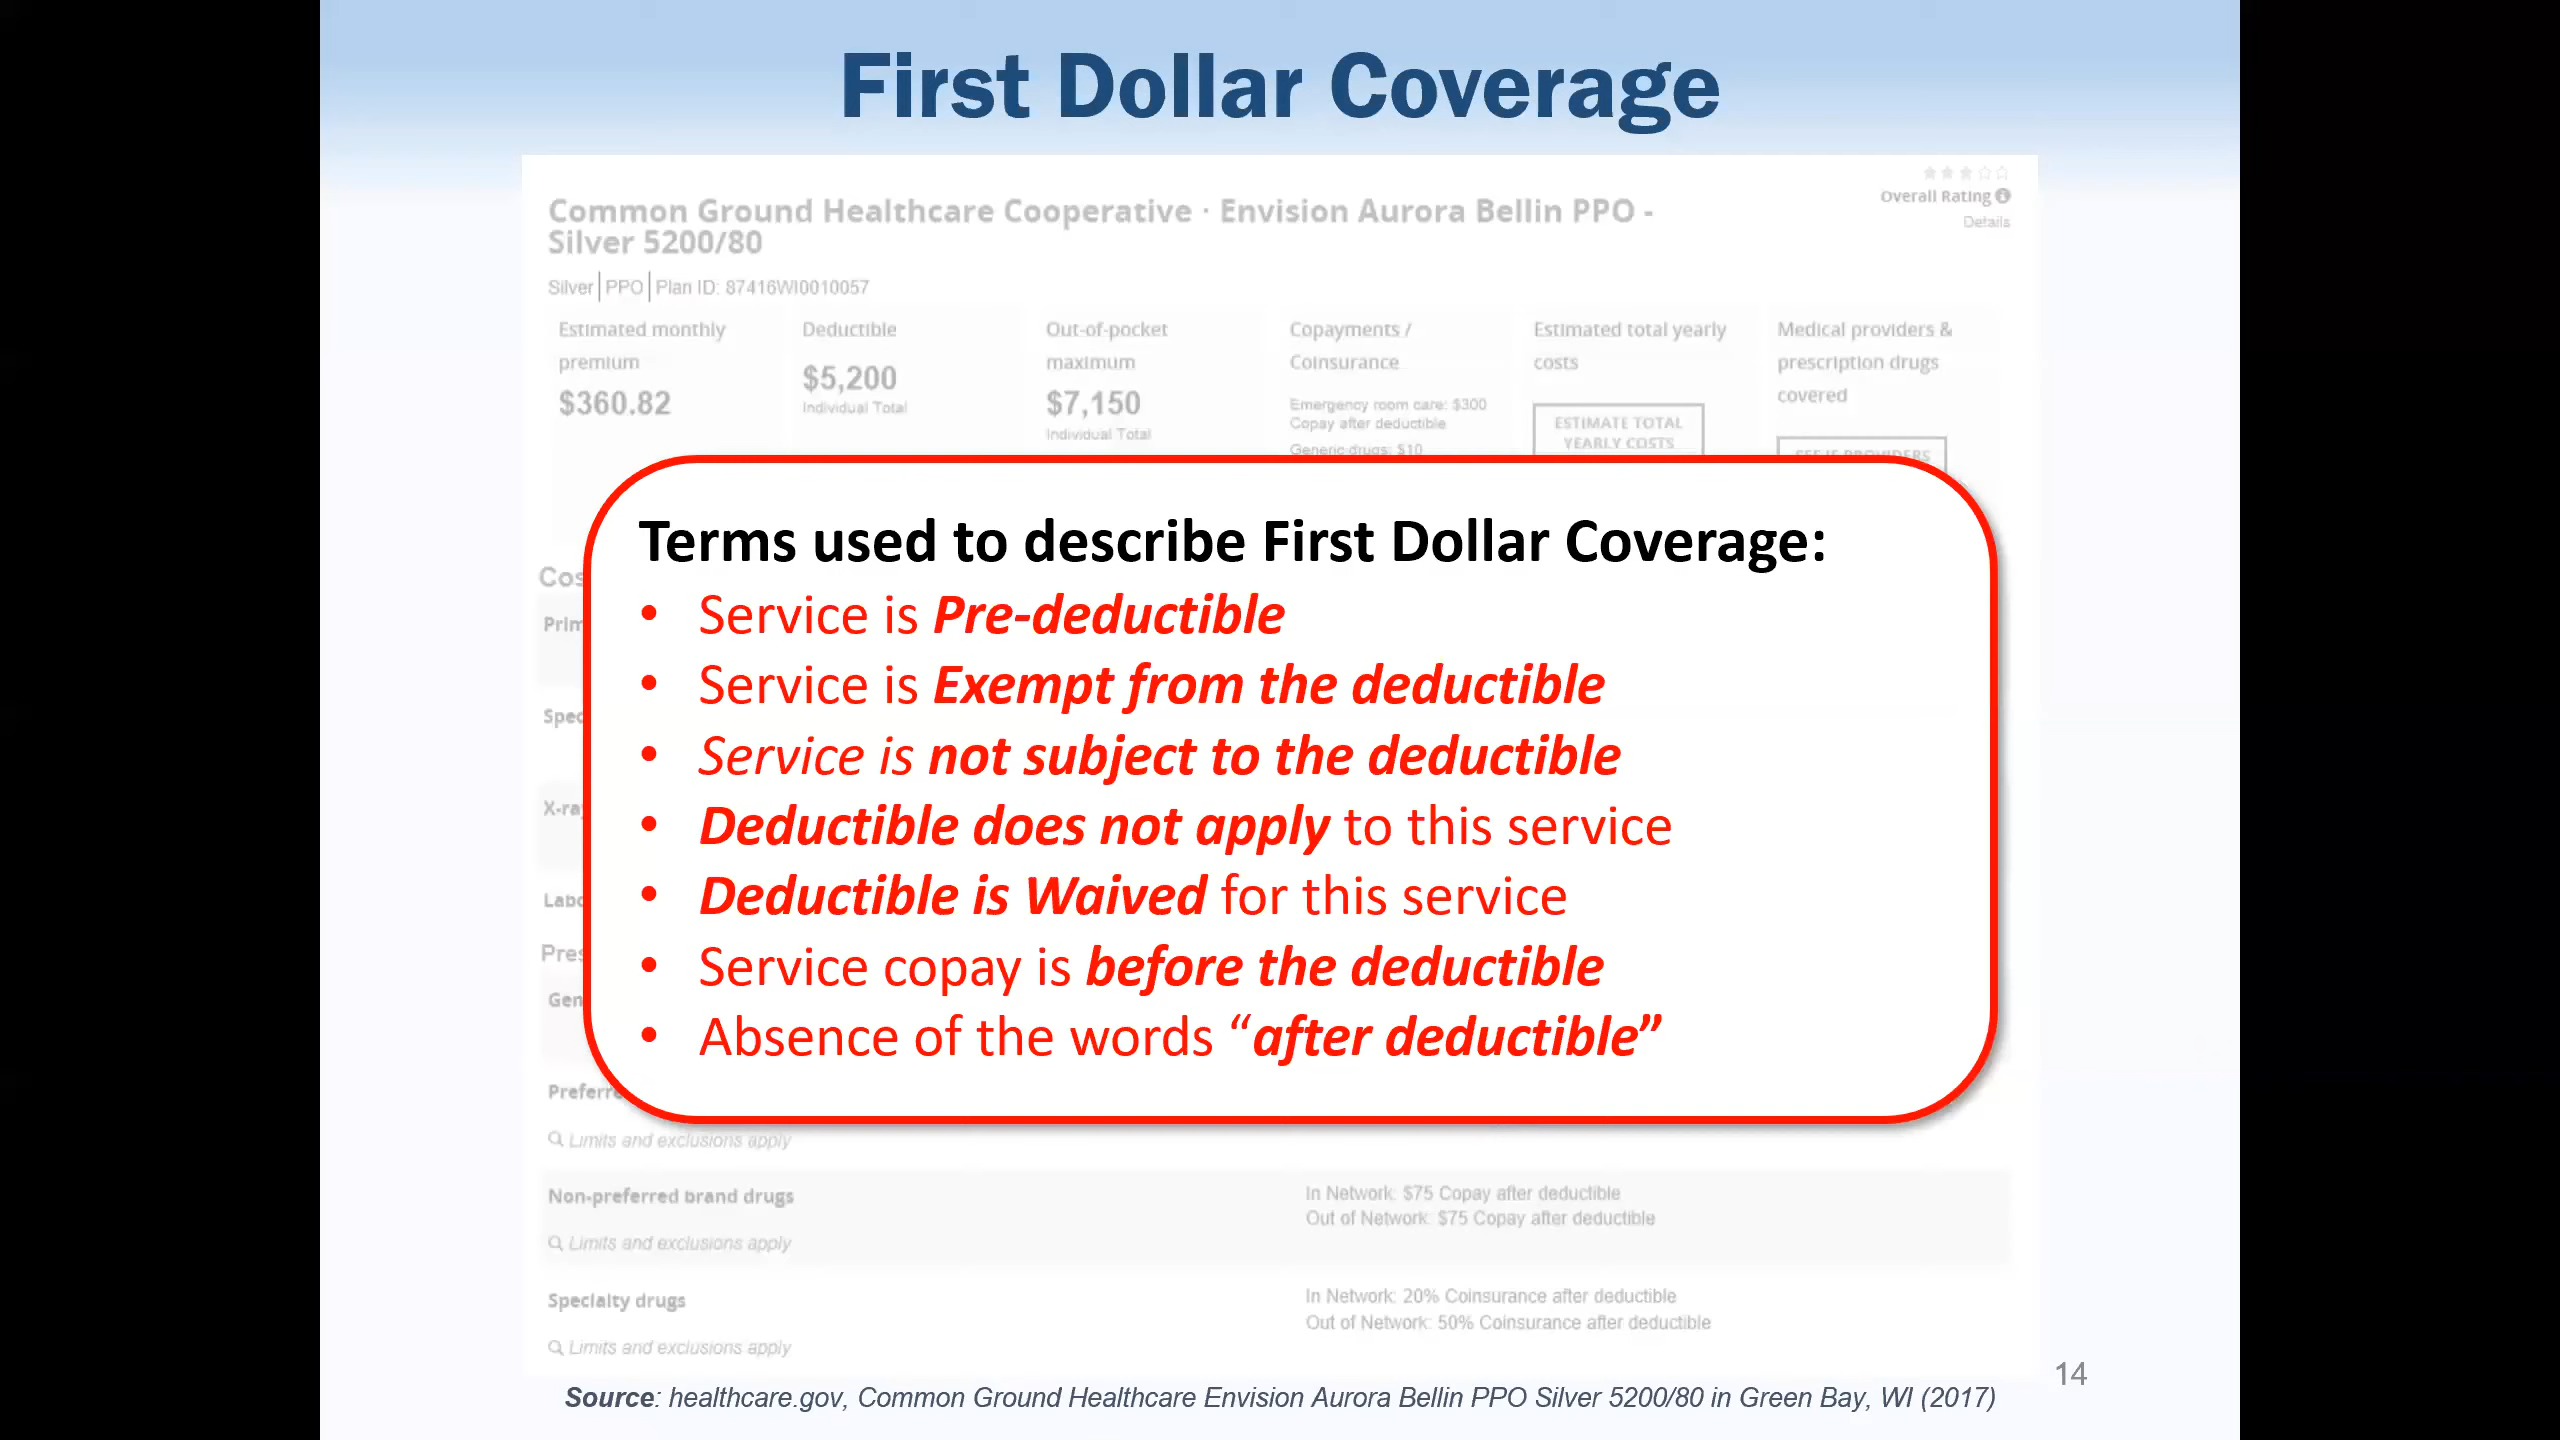 First Dollar Coverage
Overall Rating
Details
Common Ground Healthcare Cooperative · Envision Aurora Bellin PPO -
Silver 5200/80
Silver | PPO | Plan ID: 87416WI0010057
Estimated monthly
premium
$360.82
Deductible
$5,200
Individual Total
Out-of-pocket
maximum
$7,150
Individual Total
Copayments /
Coinsurance
Emergency room care: $300
Copay after deductible
Generic drugs: $10
Estimated total yearly
costs
ESTIMATE TOTAL
YEARLY COSTS
Medical providers &
prescription drugs
covered
SEE IF PROVIDERS
Terms used to describe First Dollar Coverage:
• Service is Pre-deductible
• Service is Exempt from the deductible
• Service is not subject to the deductible
• Deductible does not apply to this service
• Deductible is Waived for this service
• Service copay is before the deductible
• Absence of the words “after deductible”
Limits and exclusions apply
Non-preferred brand drugs
In Network: $75 Copay after deductible
Out of Network: $75 Copay after deductible
Limits and exclusions apply
Specialty drugs
In Network: 20% Coinsurance after deductible
Out of Network: 50% Coinsurance after deductible
Limits and exclusions apply
14
Source: healthcare.gov, Common Ground Healthcare Envision Aurora Bellin PPO Silver 5200/80 in Green Bay, WI (2017)